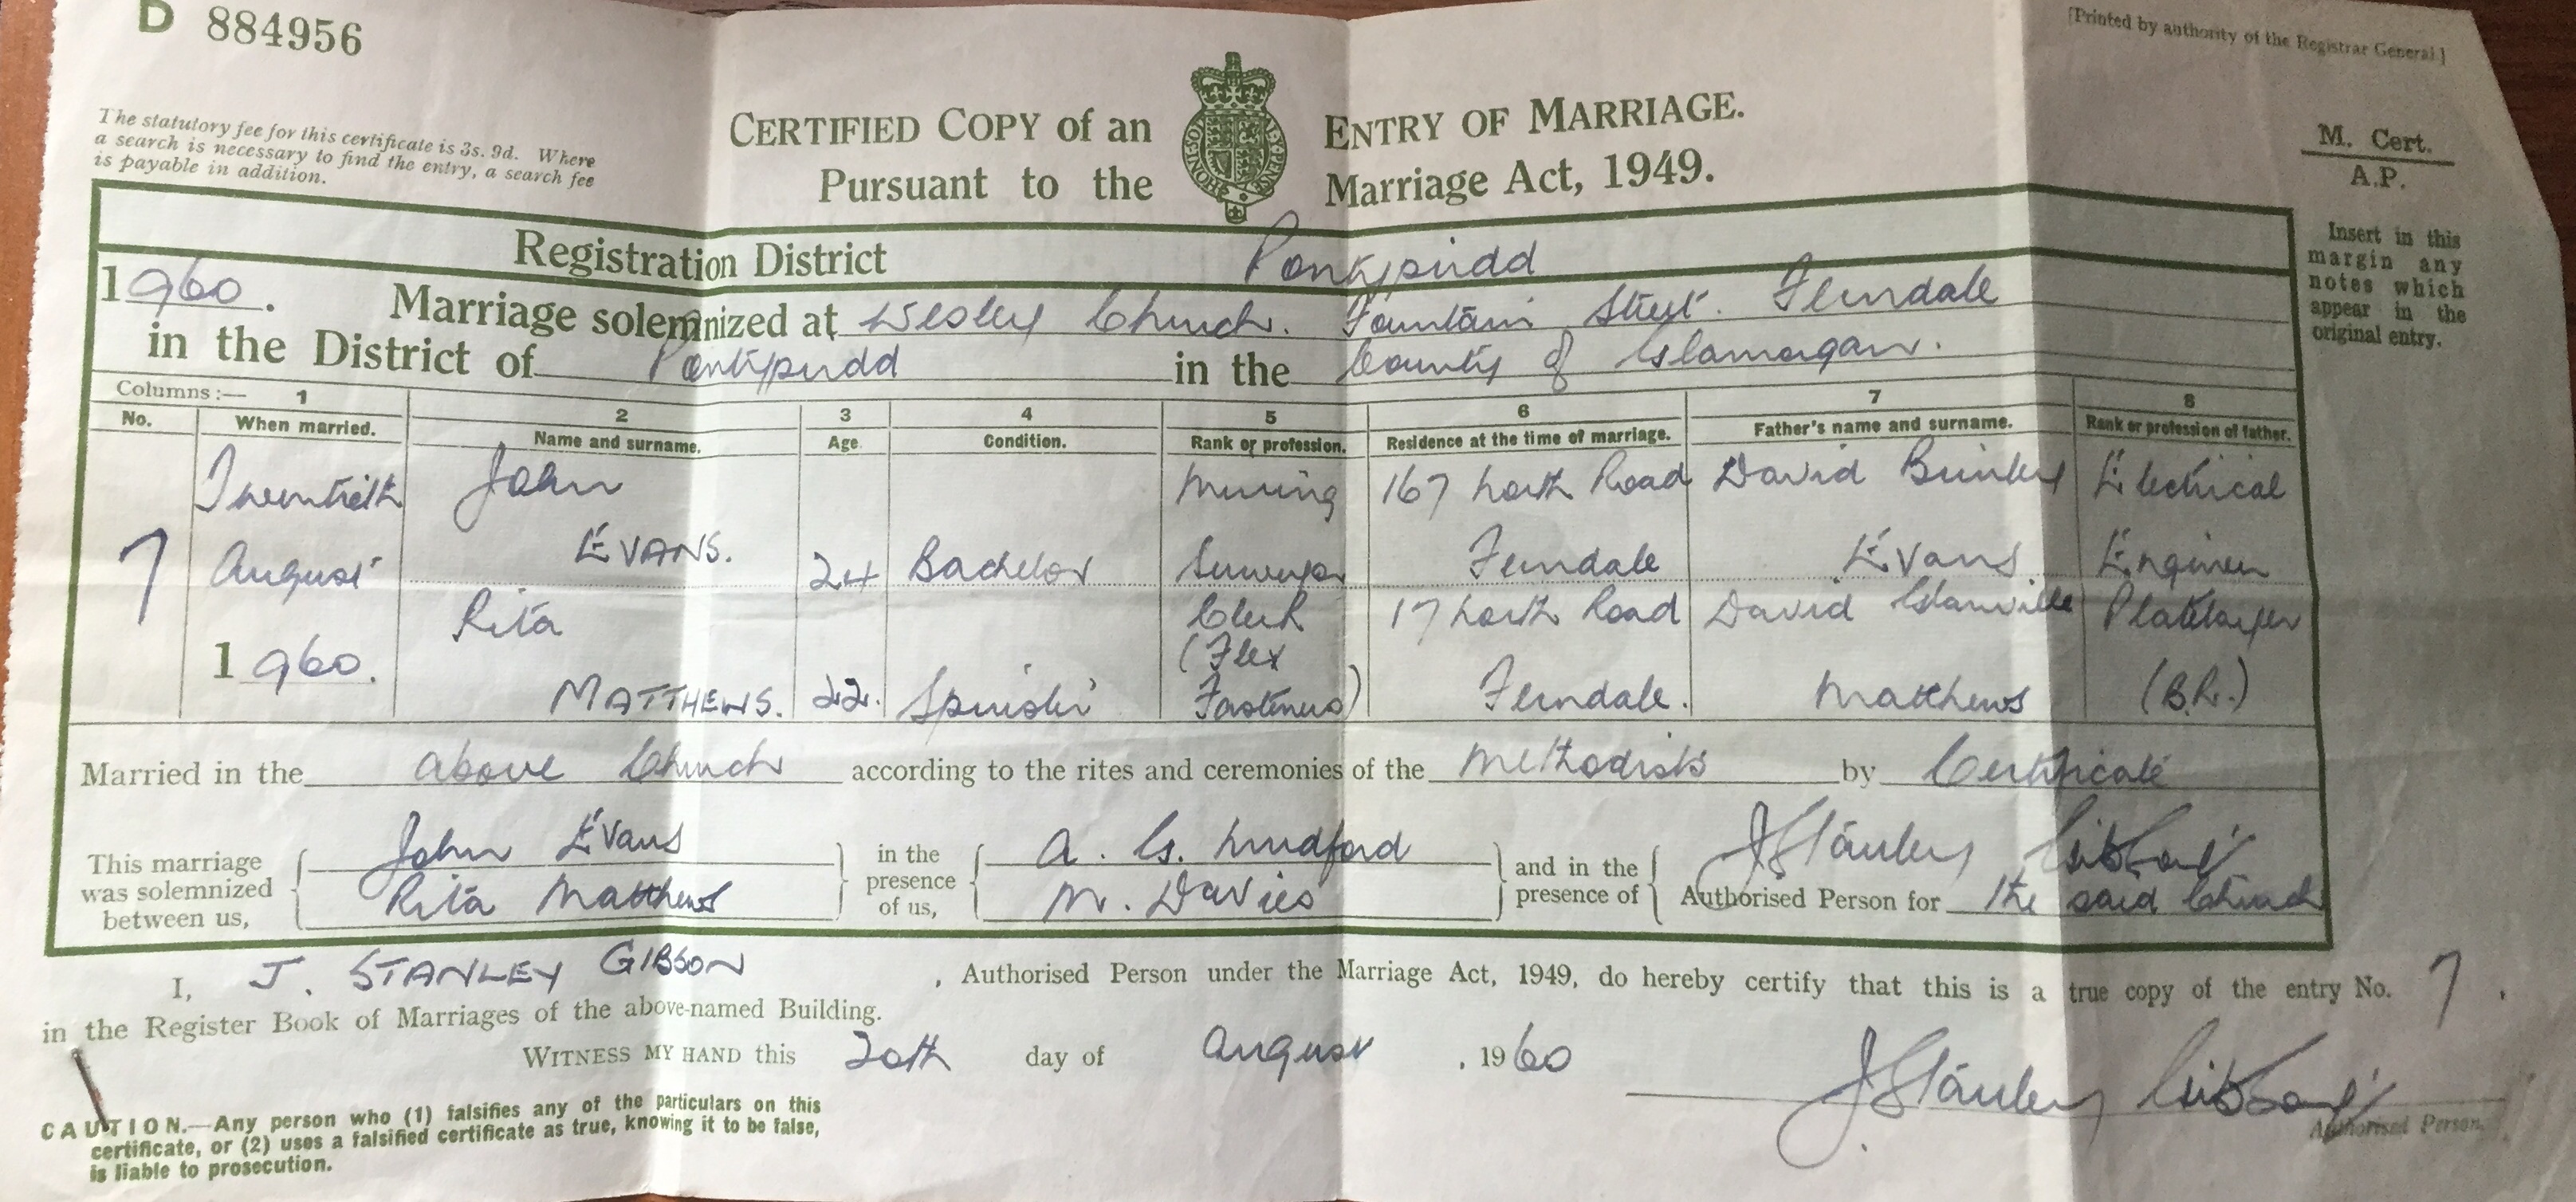 D 884956
[Printed by authority of the Registrar General.]
The statutory fee for this certificate is 3s. 9d. Where
a search is necessary to find the entry, a search fee
is payable in addition.
CERTIFIED COPY of an ENTRY OF MARRIAGE.
Pursuant to the Marriage Act, 1949.
M. Cert.
A.P.
Insert in this
margin any
notes which
appear in the
original entry.
Registration District Pontypridd
1960. Marriage solemnized at Wesley Church. Fountain Street. Ferndale
in the District of Pontypridd in the County of Glamorgan.
Columns:— 1 2 3 4 5 6 7 8
No. When married. Name and surname. Age. Condition. Rank or profession. Residence at the time of marriage. Father's name and surname. Rank or profession of father.
Twentieth John Mining 167 North Road David Electrical
7 August EVANS. 24 Bachelor Surveyor Ferndale Evans Engineer
Rita Clerk 17 North Road David Glanville Platelayer
1960. (Flex
MATTHEWS. 22. Spinster Fasteners) Ferndale. Matthews (B.R.)
Married in the above Church according to the rites and ceremonies of the Methodists by Certificate
This marriage was solemnized between us, John Evans Rita Matthews
in the presence of us, A. G. Mudford M. Davies
and in the presence of J Stanley Gibson
Authorised Person for the said Church
I, J. STANLEY GIBSON, Authorised Person under the Marriage Act, 1949, do hereby certify that this is a true copy of the entry No. 7.
in the Register Book of Marriages of the above-named Building.
WITNESS MY HAND this 20th day of August, 1960
J Stanley Gibson
Authorised Person.
CAUTION.—Any person who (1) falsifies any of the particulars on this
certificate, or (2) uses a falsified certificate as true, knowing it to be false,
is liable to prosecution.